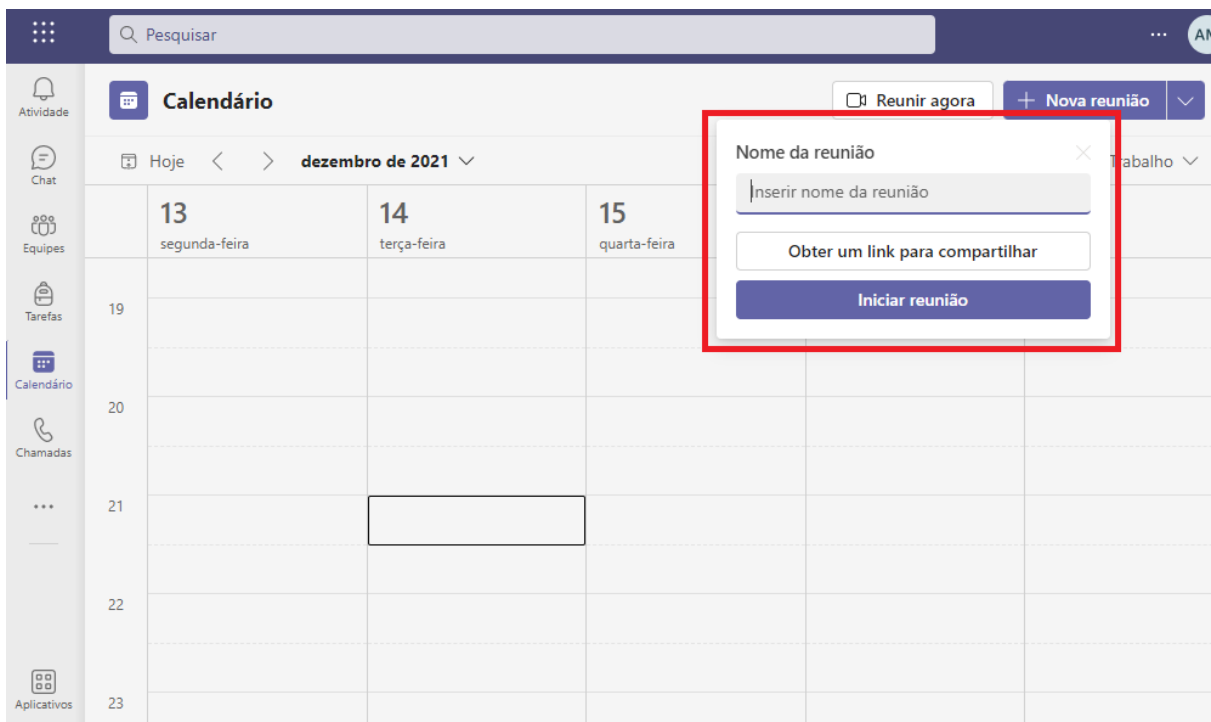 Pesquisar
...
Atividade
Calendário
Reunir agora
Nova reunião
Chat
Hoje
dezembro de 2021
Trabalho
Nome da reunião
Inserir nome da reunião
Obter um link para compartilhar
Iniciar reunião
Equipes
13
segunda-feira
14
terça-feira
15
quarta-feira
Tarefas
19
Calendário
20
Chamadas
...
21
22
Aplicativos
23